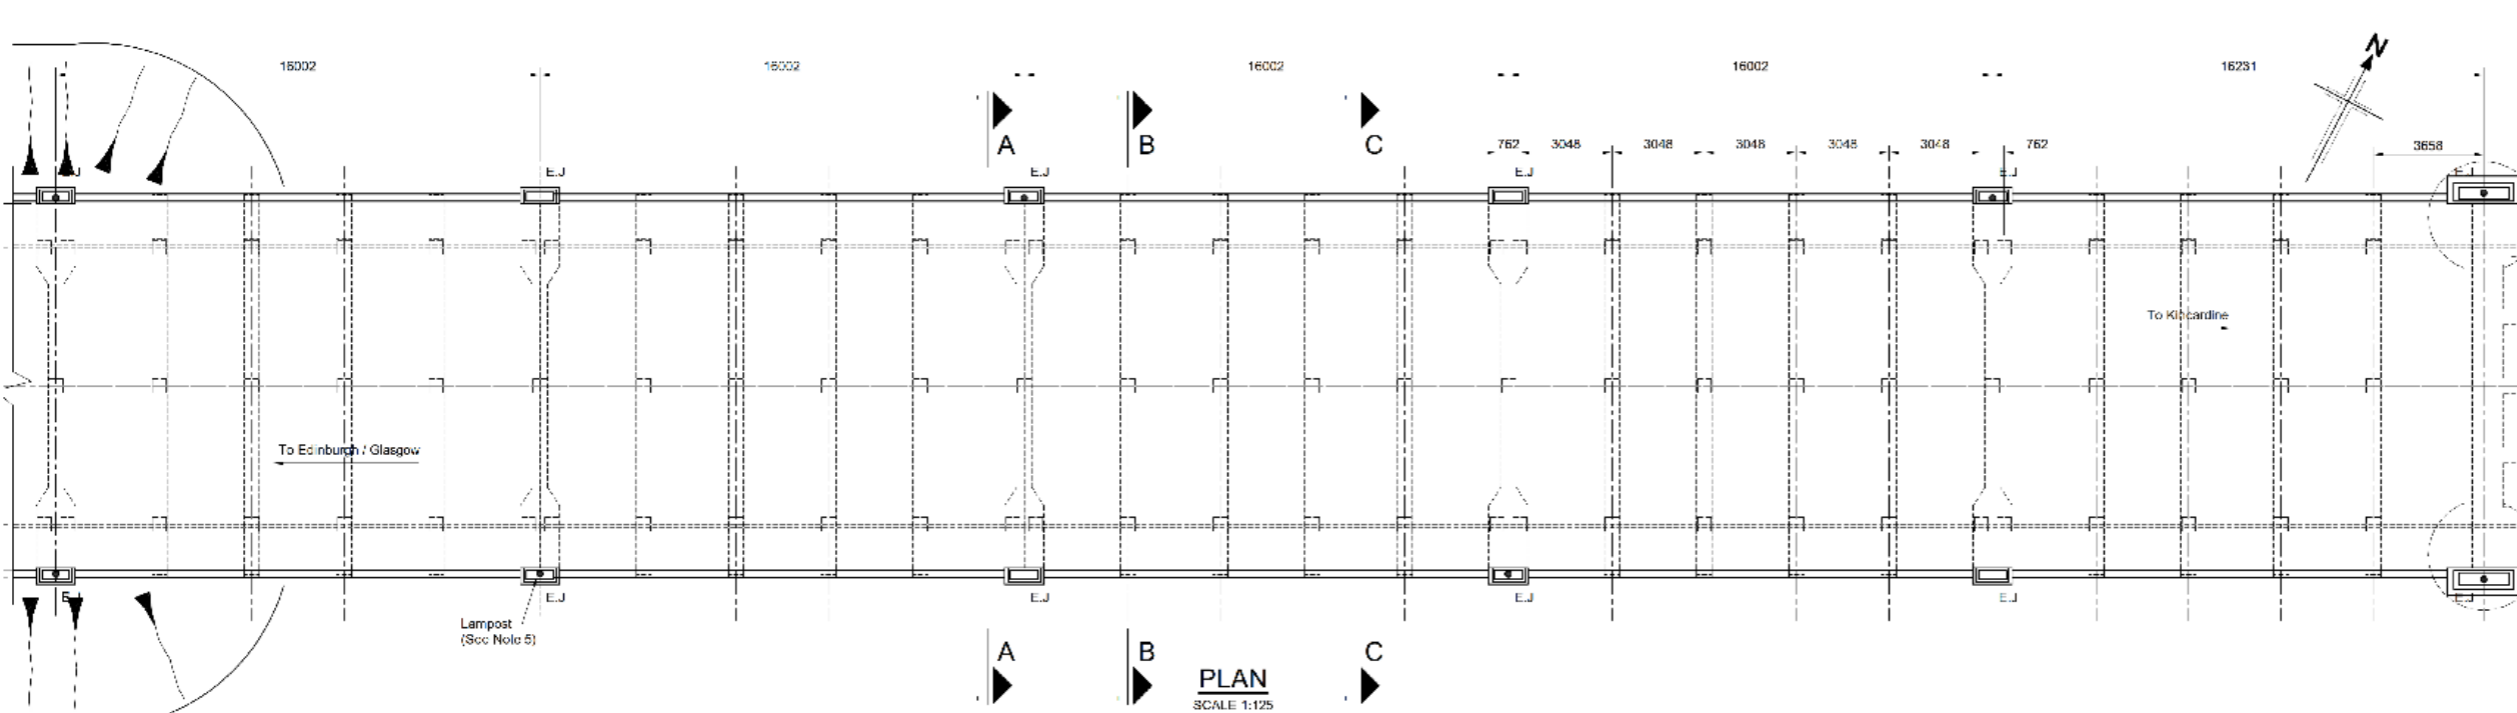 16002
16002
16002
16002
16231
N
A
B
C
762
3048
3048
3048
3048
3048
762
3658
E.J
E.J
E.J
E.J
E.J
To Kincardine
To Edinburgh / Glasgow
E.J
E.J
E.J
E.J
E.J
Lampost
(See Note 5)
A
B
C
PLAN
SCALE 1:125